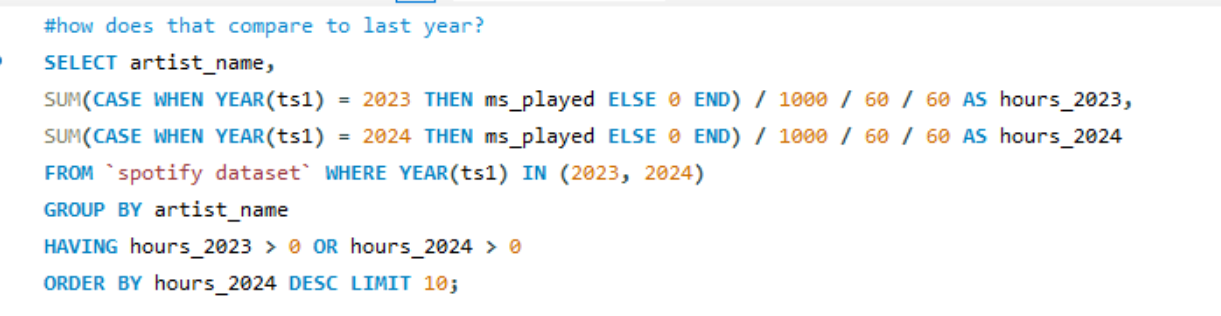 #how does that compare to last year?
SELECT artist_name,
SUM(CASE WHEN YEAR(ts1) = 2023 THEN ms_played ELSE 0 END) / 1000 / 60 / 60 AS hours_2023,
SUM(CASE WHEN YEAR(ts1) = 2024 THEN ms_played ELSE 0 END) / 1000 / 60 / 60 AS hours_2024
FROM `spotify dataset` WHERE YEAR(ts1) IN (2023, 2024)
GROUP BY artist_name
HAVING hours_2023 > 0 OR hours_2024 > 0
ORDER BY hours_2024 DESC LIMIT 10;